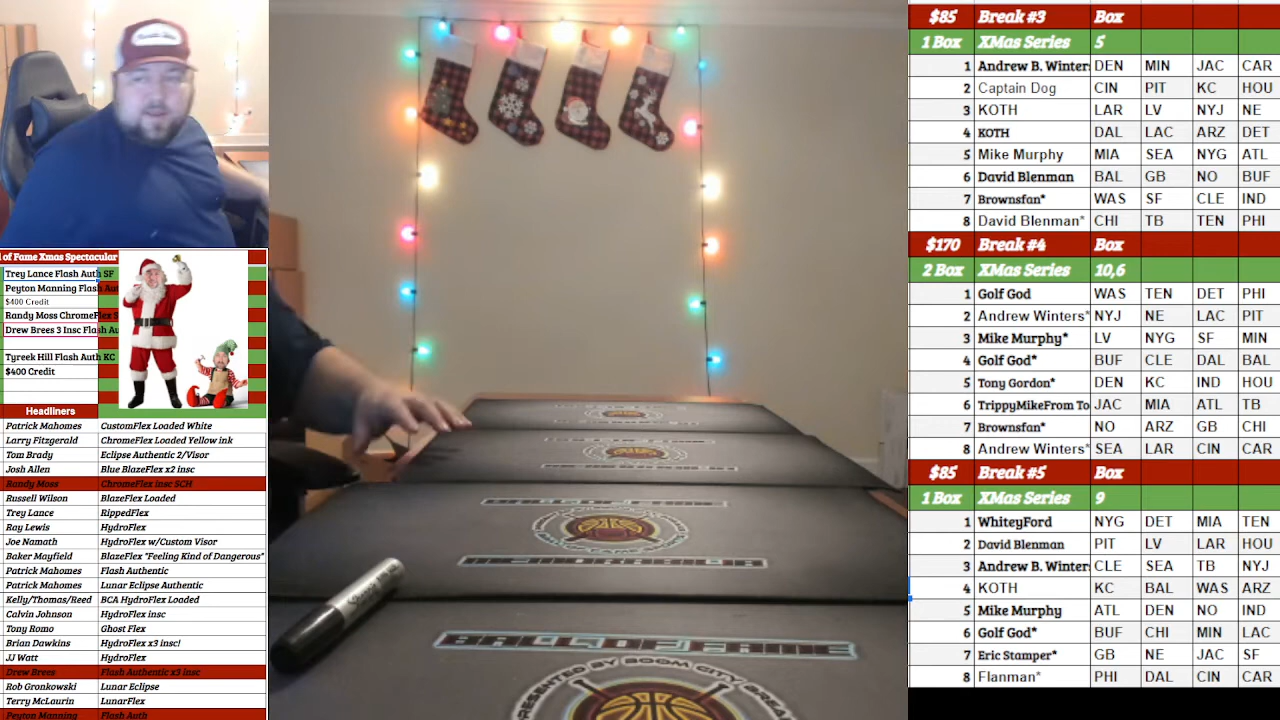 l of Fame Xmas Spectacular
Trey Lance Flash Auth SF
Peyton Manning Flash Aut
$400 Credit
Randy Moss ChromeFlex S
Drew Brees 3 Insc Flash Au
Tyreek Hill Flash Auth KC
$400 Credit
Headliners
Patrick Mahomes CustomFlex Loaded White
Larry Fitzgerald ChromeFlex Loaded Yellow ink
Tom Brady Eclipse Authentic 2/Visor
Josh Allen Blue BlazeFlex x2 insc
Randy Moss ChromeFlex insc SCH
Russell Wilson BlazeFlex Loaded
Trey Lance RippedFlex
Ray Lewis HydroFlex
Joe Namath HydroFlex w/Custom Visor
Baker Mayfield BlazeFlex "Feeling Kind of Dangerous"
Patrick Mahomes Flash Authentic
Patrick Mahomes Lunar Eclipse Authentic
Kelly/Thomas/Reed BCA HydroFlex Loaded
Calvin Johnson HydroFlex insc
Tony Romo Ghost Flex
Brian Dawkins HydroFlex x3 insc!
JJ Watt HydroFlex
Drew Brees Flash Authentic x3 insc
Rob Gronkowski Lunar Eclipse
Terry McLaurin LunarFlex
Peyton Manning Flash Auth
BALL OF FAME
MEMORABILIA
BALL OF FAME
PRESENTED BY BOOM CITY BREAK
$85 Break #3 Box
1 Box XMas Series 5
1 Andrew B. Winters DEN MIN JAC CAR
2 Captain Dog CIN PIT KC HOU
3 KOTH LAR LV NYJ NE
4 KOTH DAL LAC ARZ DET
5 Mike Murphy MIA SEA NYG ATL
6 David Blenman BAL GB NO BUF
7 Brownsfan* WAS SF CLE IND
8 David Blenman* CHI TB TEN PHI
$170 Break #4 Box
2 Box XMas Series 10,6
1 Golf God WAS TEN DET PHI
2 Andrew Winters* NYJ NE LAC PIT
3 Mike Murphy* LV NYG SF MIN
4 Golf God* BUF CLE DAL BAL
5 Tony Gordon* DEN KC IND HOU
6 TrippyMikeFrom To JAC MIA ATL TB
7 Brownsfan* NO ARZ GB CHI
8 Andrew Winters* SEA LAR CIN CAR
$85 Break #5 Box
1 Box XMas Series 9
1 WhiteyFord NYG DET MIA TEN
2 David Blenman PIT LV LAR HOU
3 Andrew B. Winters CLE SEA TB NYJ
4 KOTH KC BAL WAS ARZ
5 Mike Murphy ATL DEN NO IND
6 Golf God* BUF CHI MIN LAC
7 Eric Stamper* GB NE JAC SF
8 Flanman* PHI DAL CIN CAR